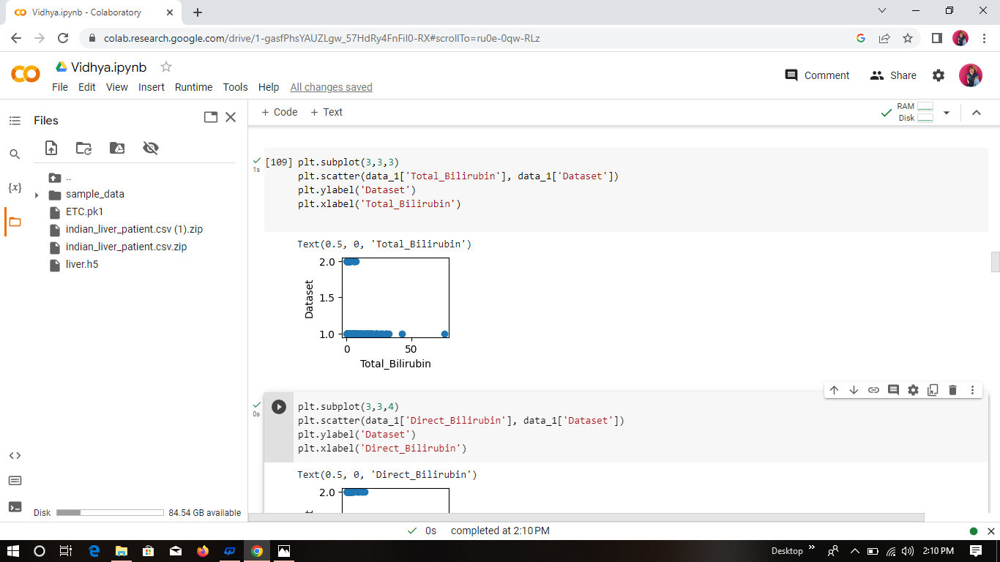 Vidhya.ipynb - Colaboratory
colab.research.google.com/drive/1-gasfPhsYAUZLgw_57HdRy4FnFil0-RX#scrollTo=ru0e-0qw-RLz
Vidhya.ipynb
Comment
Share
File Edit View Insert Runtime Tools Help All changes saved
Files
+ Code + Text
RAM
Disk
{x}
..
sample_data
ETC.pk1
indian_liver_patient.csv (1).zip
indian_liver_patient.csv.zip
liver.h5
Disk
84.54 GB available
1s
[109] plt.subplot(3,3,3)
plt.scatter(data_1['Total_Bilirubin'], data_1['Dataset'])
plt.ylabel('Dataset')
plt.xlabel('Total_Bilirubin')
Text(0.5, 0, 'Total_Bilirubin')
2.0
1.5
1.0
Dataset
0 50
Total_Bilirubin
0s
plt.subplot(3,3,4)
plt.scatter(data_1['Direct_Bilirubin'], data_1['Dataset'])
plt.ylabel('Dataset')
plt.xlabel('Direct_Bilirubin')
Text(0.5, 0, 'Direct_Bilirubin')
2.0
0s completed at 2:10 PM
Desktop
2:10 PM